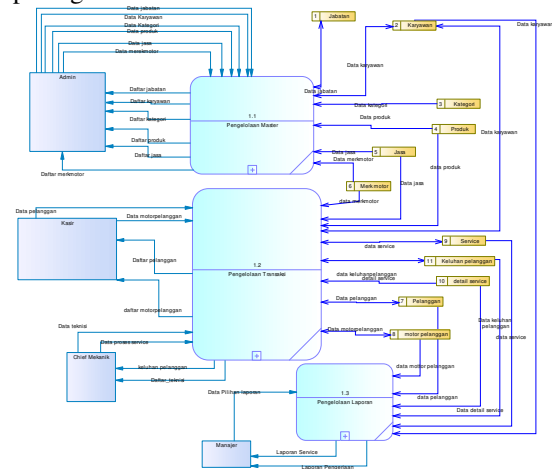 Data jabatan
Data Karyawan
Data Kategori
Data produk
Data jasa
Data merekmotor
1 Jabatan
2 Karyawan
Data karyawan
Data karyawan
Admin
Daftar jabatan
Daftar karyawan
Daftar kategori
Daftar produk
Daftar jasa
Daftar merkmotor
1.1
Pengelolaan Master
Data jabatan
Data kategori
3 Kategori
Data produk
4 Produk
Data karyawan
Data jasa
5 Jasa
Data merkmotor
data produk
Data jasa
6 Merk motor
data merkmotor
Data pelanggan
Data motorpelanggan
Kasir
Daftar pelanggan
daftar motorpelanggan
1.2
Pengelolaan Transaksi
data service
9 Service
11 Keluhan pelanggan
data keluhanpelanggan
detail service
10 detail service
Data pelanggan
7 Pelanggan
Data motorpelanggan
8 motor pelanggan
Data keluhan
pelanggan
data service
Data teknisi
Data proses service
Chief Mekanik
keluhan pelanggan
Daftar_teknisi
Data Pilihan laporan
1.3
Pengelolaan Laporan
data motor pelanggan
data pelanggan
Data detail service
Manajer
Laporan Service
Laporan Pengerjaan